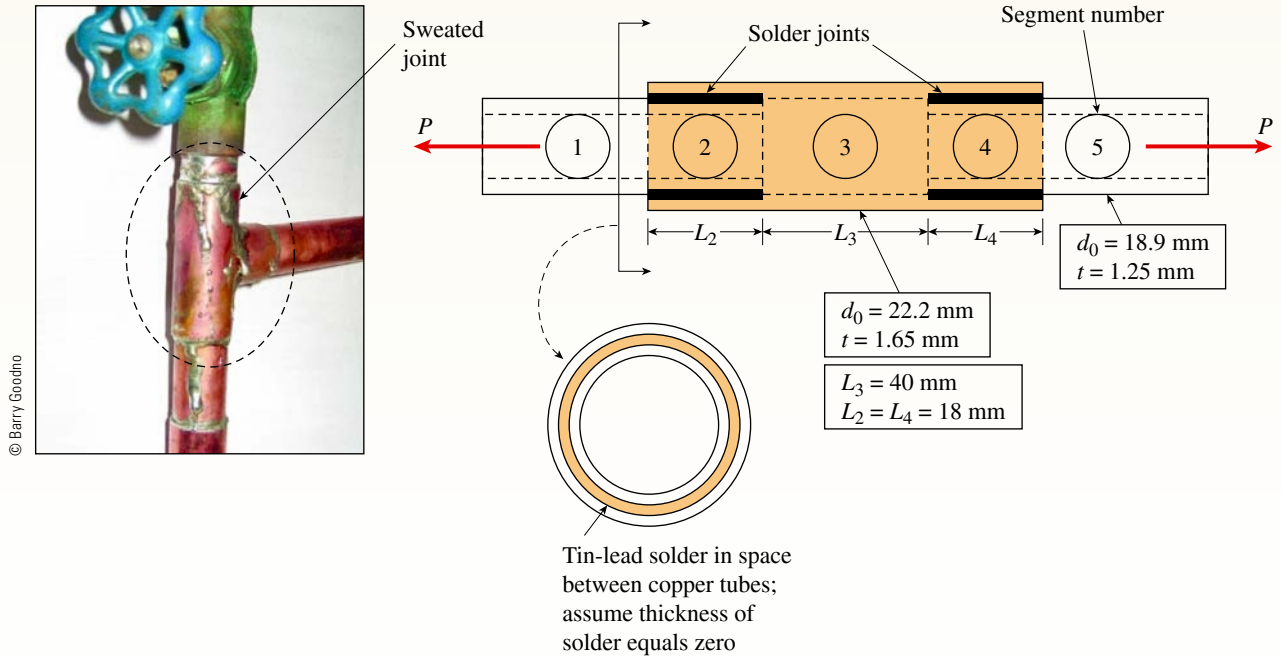 © Barry Goodno
Sweated
joint
Segment number
Solder joints
P
P
1
2
3
4
5
L₂
L₃
L₄
d₀ = 18.9 mm
t = 1.25 mm
d₀ = 22.2 mm
t = 1.65 mm
L₃ = 40 mm
L₂ = L₄ = 18 mm
Tin-lead solder in space
between copper tubes;
assume thickness of
solder equals zero